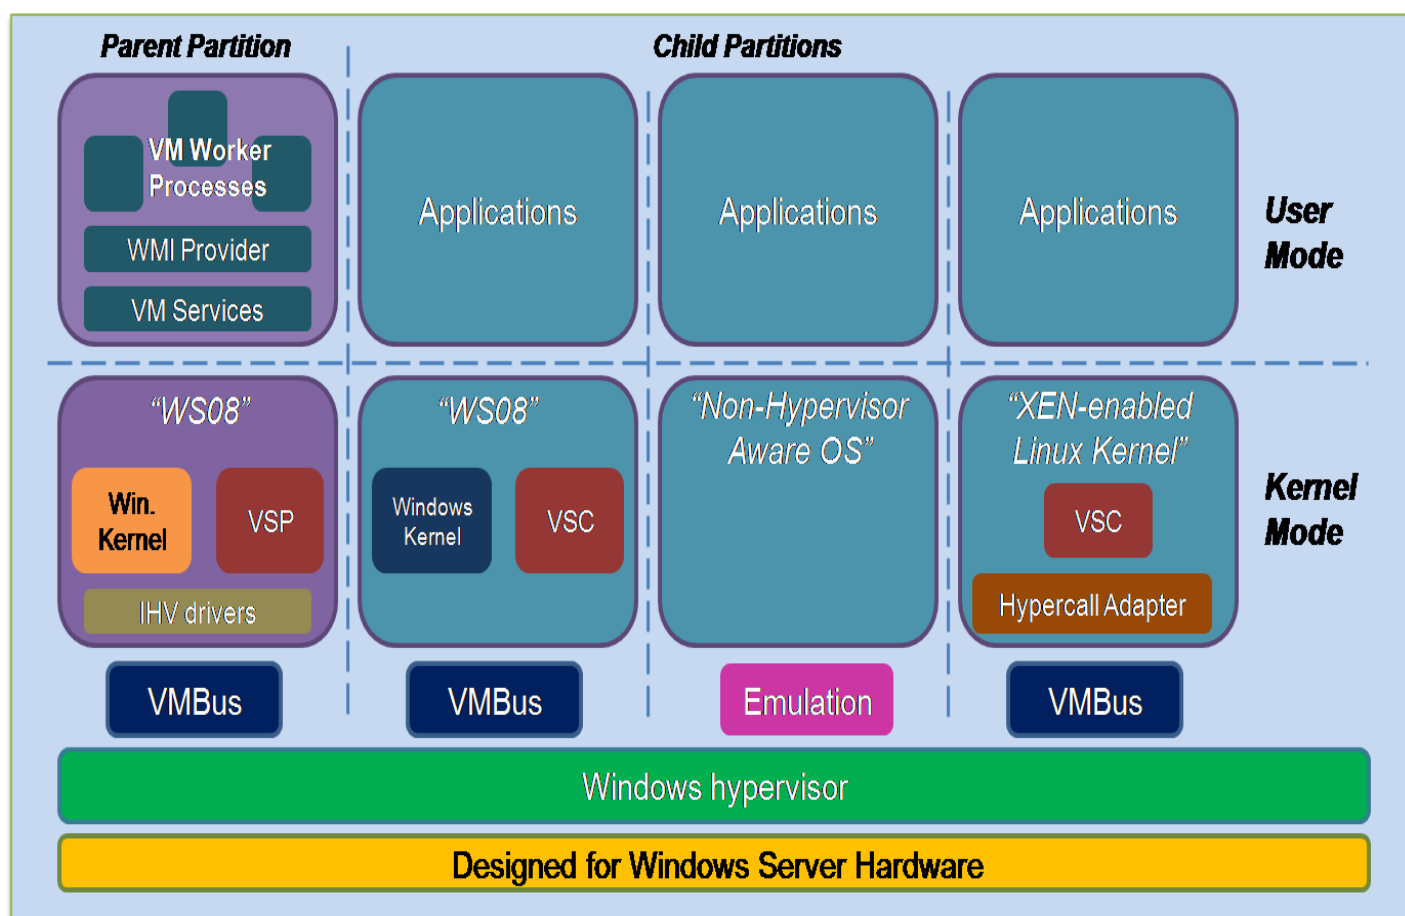 Parent Partition
Child Partitions
VM Worker
Processes
WMI Provider
VM Services
Applications
Applications
Applications
User
Mode
“WS08”
Win.
Kernel
VSP
IHV drivers
“WS08”
Windows
Kernel
VSC
“Non-Hypervisor
Aware OS”
“XEN-enabled
Linux Kernel”
VSC
Hypercall Adapter
Kernel
Mode
VMBus
VMBus
Emulation
VMBus
Windows hypervisor
Designed for Windows Server Hardware